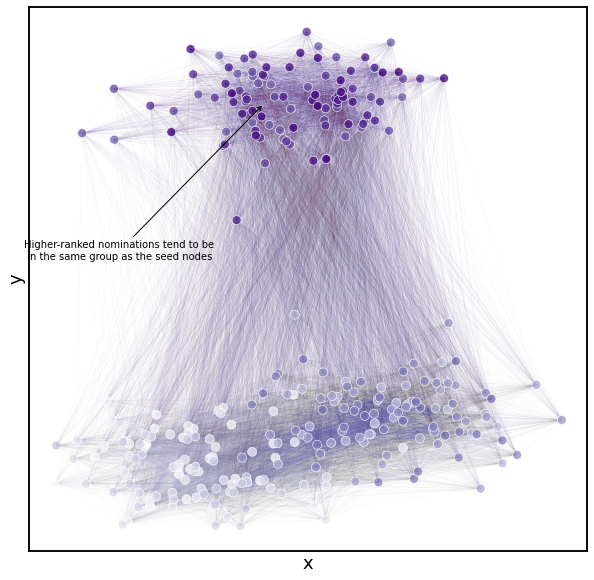 Higher-ranked nominations tend to be
in the same group as the seed nodes
y
x